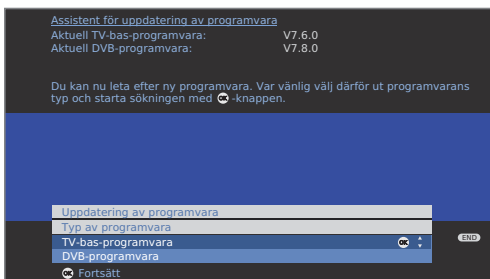 Assistent för uppdatering av programvara
Aktuell TV-bas-programvara: V7.6.0
Aktuell DVB-programvara: V7.8.0
Du kan nu leta efter ny programvara. Var vänlig välj därför ut programvarans
typ och starta sökningen med OK -knappen.
Uppdatering av programvara
Typ av programvara
TV-bas-programvara OK
END
DVB-programvara
OK Fortsätt